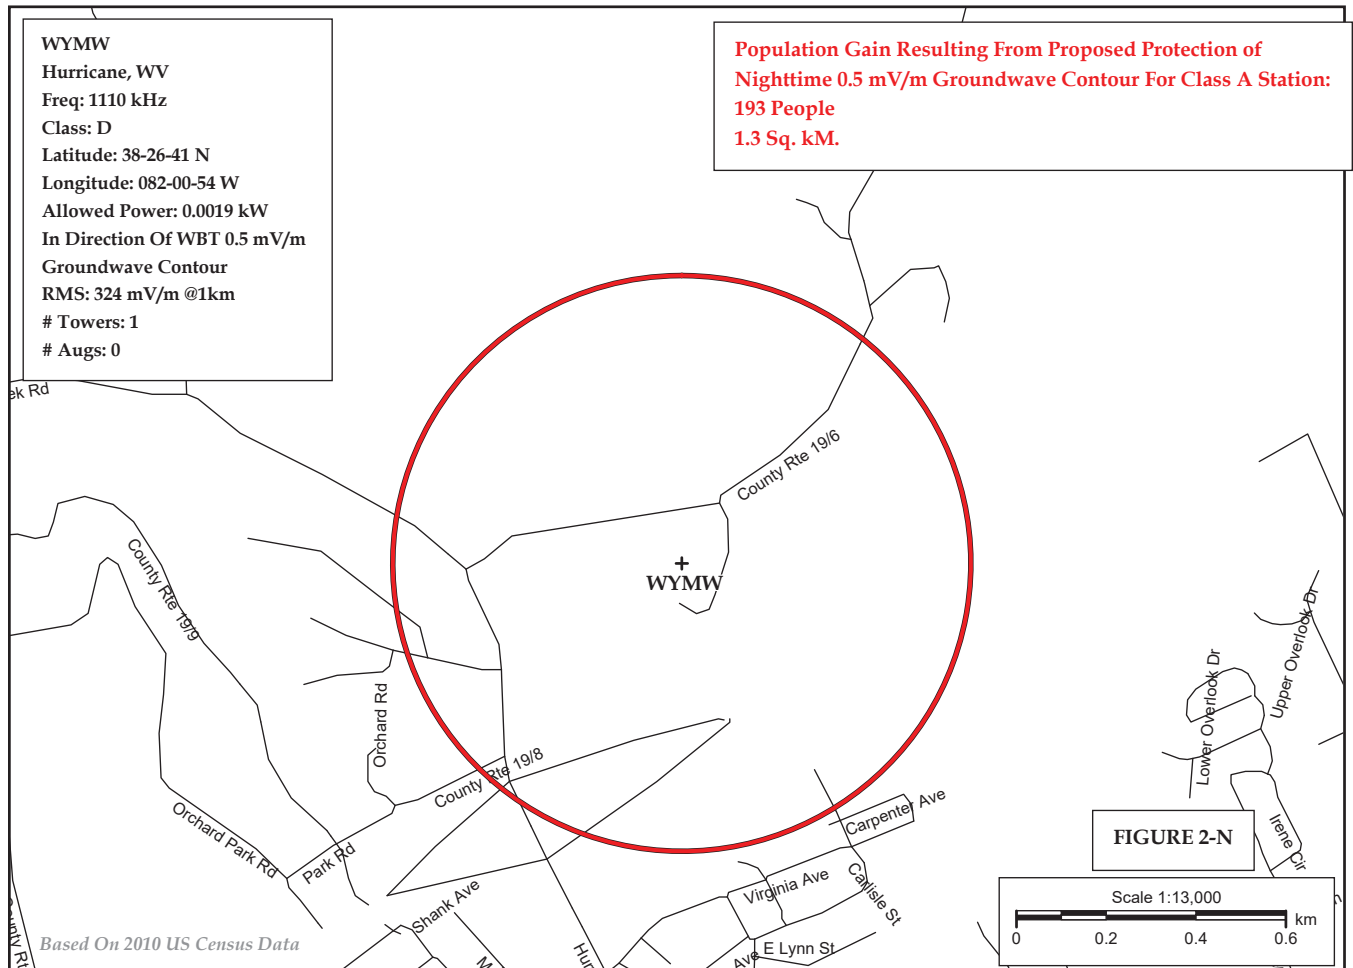 WYMW
Hurricane, WV
Freq: 1110 kHz
Class: D
Latitude: 38-26-41 N
Longitude: 082-00-54 W
Allowed Power: 0.0019 kW
In Direction Of WBT 0.5 mV/m
Groundwave Contour
RMS: 324 mV/m @1km
# Towers: 1
# Augs: 0
Population Gain Resulting From Proposed Protection of
Nighttime 0.5 mV/m Groundwave Contour For Class A Station:
193 People
1.3 Sq. kM.
ek Rd
County Rte 19/6
County Rte 19/9
WYMW
Upper Overlook Dr
Lower Overlook Dr
Orchard Rd
County Rte 19/8
Orchard Park Rd
Park Rd
Carpenter Ave
Irene Cir
FIGURE 2-N
Virginia Ave
Carlisle St
Shank Ave
Scale 1:13,000
km
0 0.2 0.4 0.6
Based On 2010 US Census Data
E Lynn St
Ave
Hur
ounty Rt